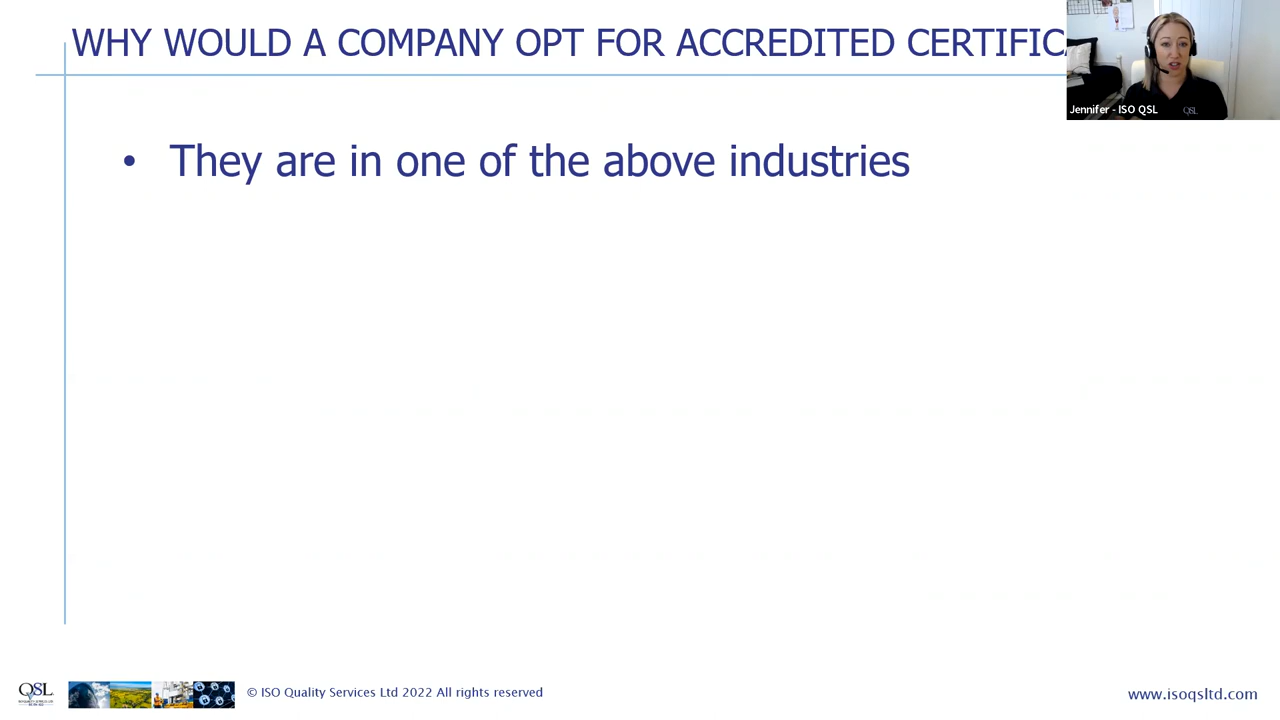 WHY WOULD A COMPANY OPT FOR ACCREDITED CERTIFIC
Jennifer - ISO QSL
QSL
• They are in one of the above industries
QSL
© ISO Quality Services Ltd 2022 All rights reserved
www.isoqsltd.com